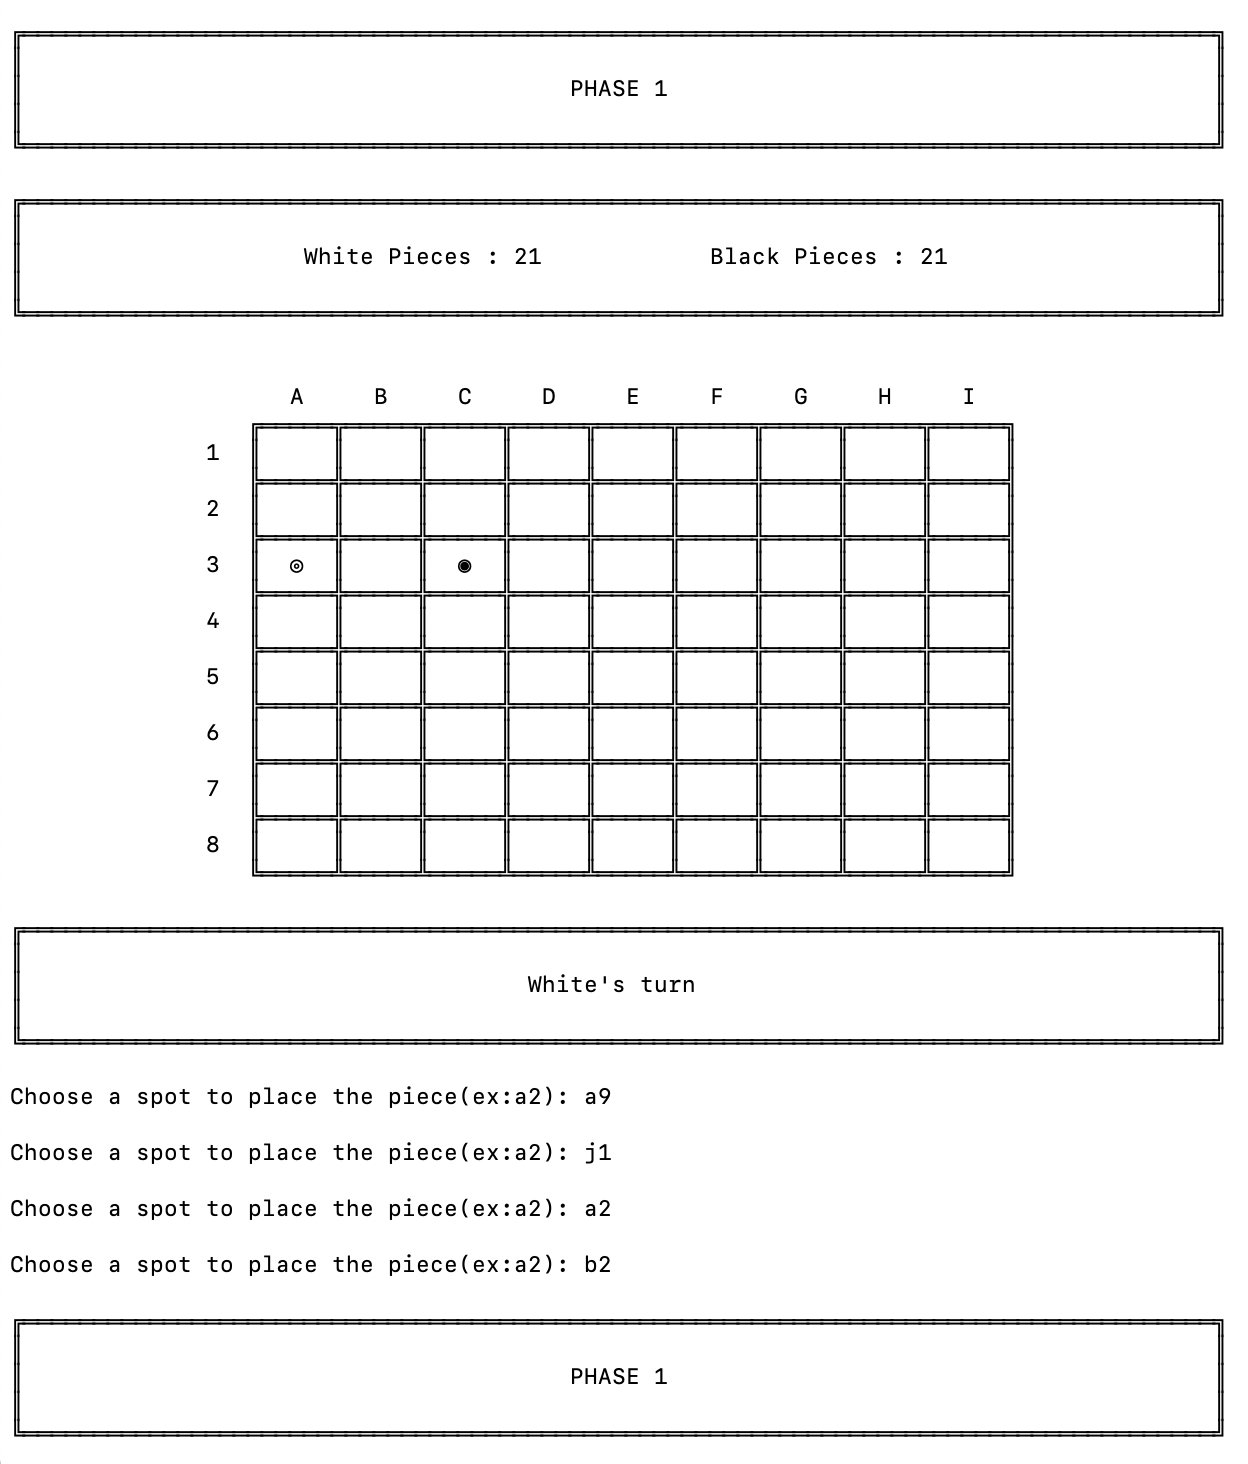 PHASE 1
White Pieces : 21 Black Pieces : 21
A B C D E F G H I
1
2
3 ◎ ◉
4
5
6
7
8
White's turn
Choose a spot to place the piece(ex:a2): a9
Choose a spot to place the piece(ex:a2): j1
Choose a spot to place the piece(ex:a2): a2
Choose a spot to place the piece(ex:a2): b2
PHASE 1